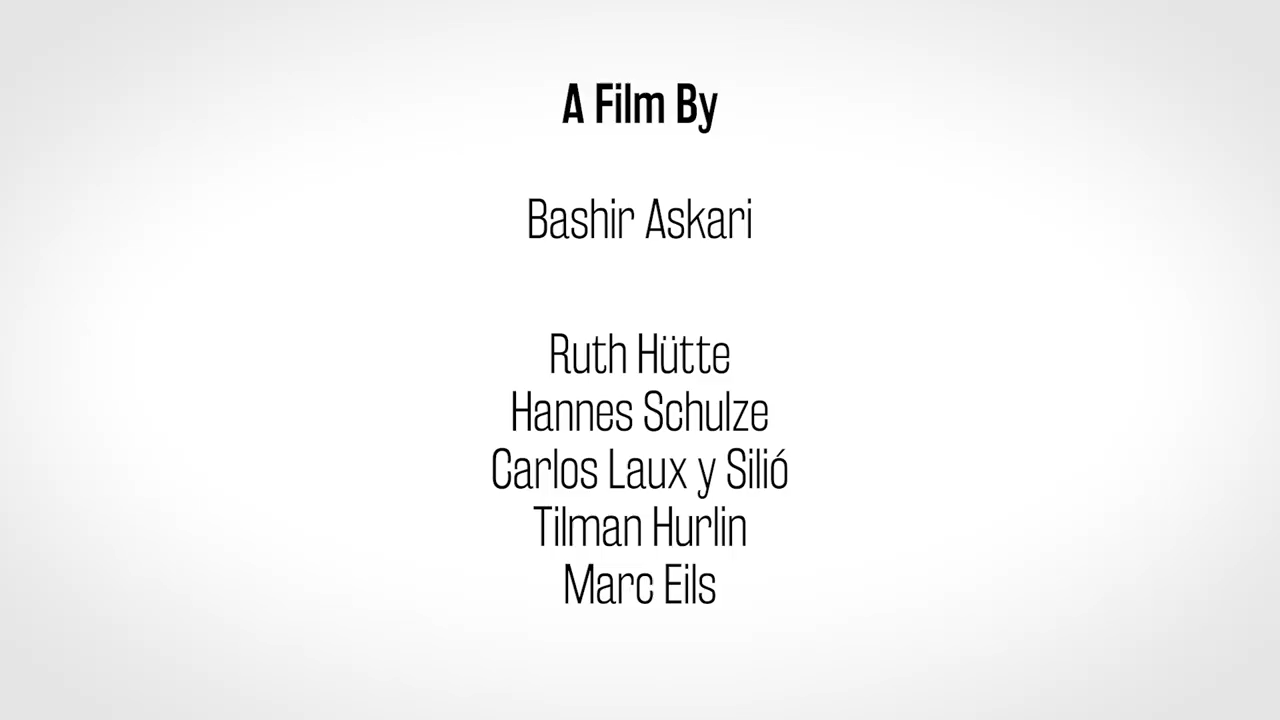 A Film By
Bashir Askari
Ruth Hütte
Hannes Schulze
Carlos Laux y Silió
Tilman Hurlin
Marc Eils